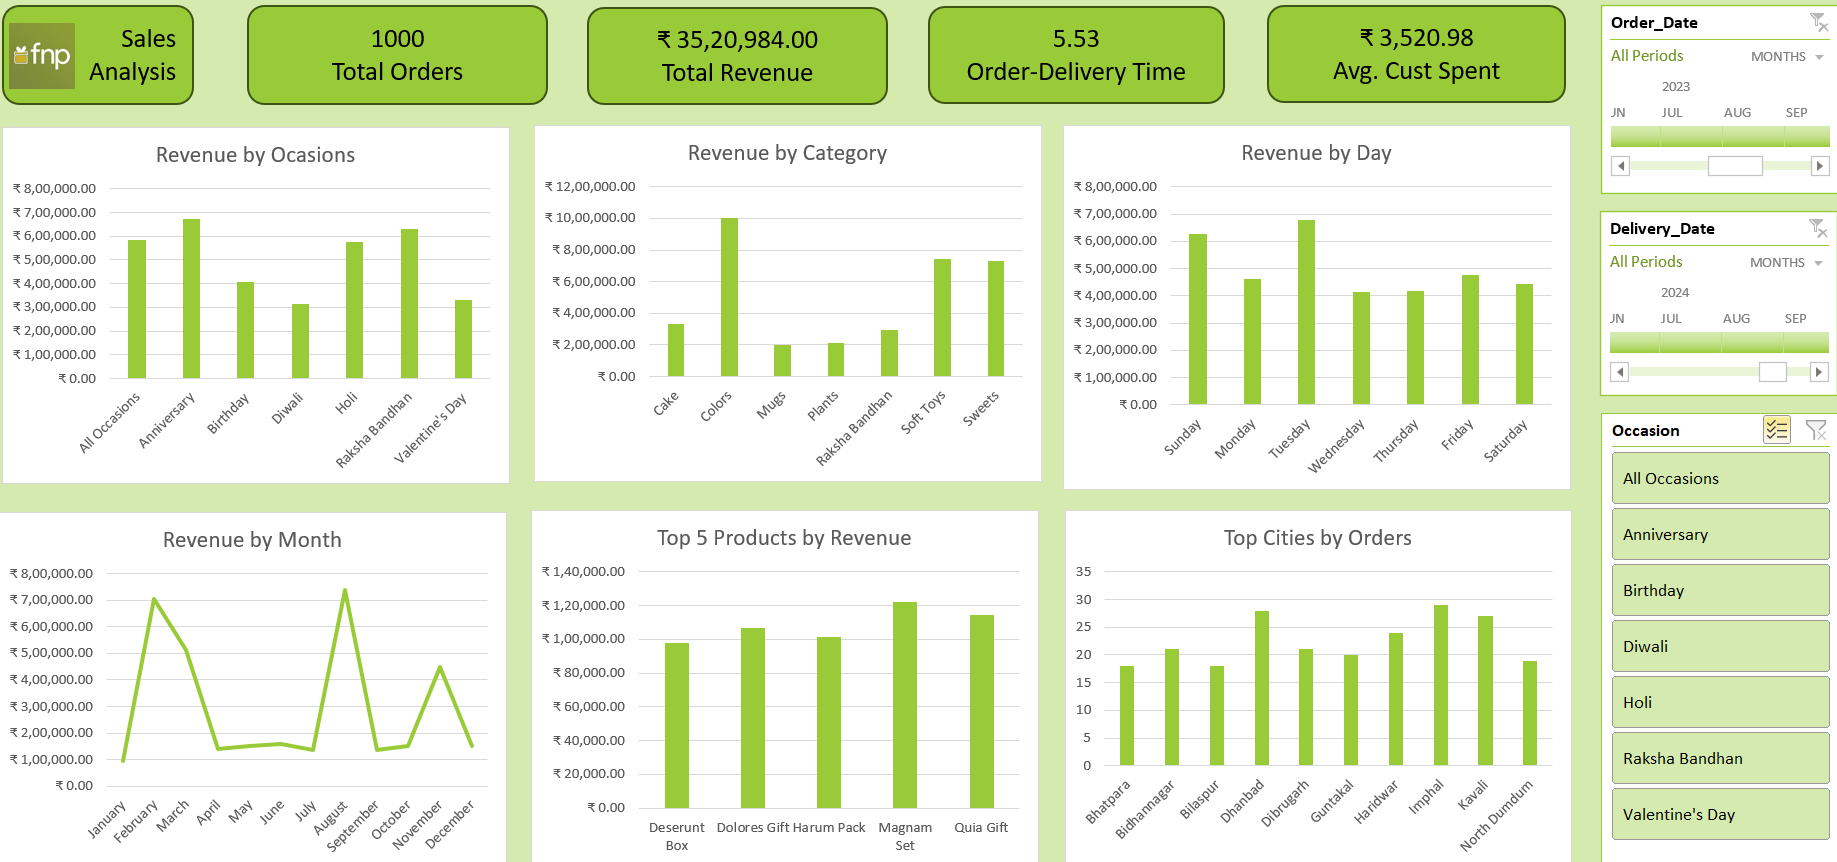 fnp
Sales
Analysis
1000
Total Orders
₹ 35,20,984.00
Total Revenue
5.53
Order-Delivery Time
₹ 3,520.98
Avg. Cust Spent
Order_Date
All Periods
MONTHS
2023
JN JUL AUG SEP
Revenue by Ocasions
₹ 8,00,000.00
₹ 7,00,000.00
₹ 6,00,000.00
₹ 5,00,000.00
₹ 4,00,000.00
₹ 3,00,000.00
₹ 2,00,000.00
₹ 1,00,000.00
₹ 0.00
All Occasions
Anniversary
Birthday
Diwali
Holi
Raksha Bandhan
Valentine's Day
Revenue by Category
₹ 12,00,000.00
₹ 10,00,000.00
₹ 8,00,000.00
₹ 6,00,000.00
₹ 4,00,000.00
₹ 2,00,000.00
₹ 0.00
Cake
Colors
Mugs
Plants
Raksha Bandhan
Soft Toys
Sweets
Revenue by Day
₹ 8,00,000.00
₹ 7,00,000.00
₹ 6,00,000.00
₹ 5,00,000.00
₹ 4,00,000.00
₹ 3,00,000.00
₹ 2,00,000.00
₹ 1,00,000.00
₹ 0.00
Sunday
Monday
Tuesday
Wednesday
Thursday
Friday
Saturday
Delivery_Date
All Periods
MONTHS
2024
JN JUL AUG SEP
Occasion
All Occasions
Anniversary
Birthday
Diwali
Holi
Raksha Bandhan
Valentine's Day
Revenue by Month
₹ 8,00,000.00
₹ 7,00,000.00
₹ 6,00,000.00
₹ 5,00,000.00
₹ 4,00,000.00
₹ 3,00,000.00
₹ 2,00,000.00
₹ 1,00,000.00
₹ 0.00
January
February
March
April
May
June
July
August
September
October
November
December
Top 5 Products by Revenue
₹ 1,40,000.00
₹ 1,20,000.00
₹ 1,00,000.00
₹ 80,000.00
₹ 60,000.00
₹ 40,000.00
₹ 20,000.00
₹ 0.00
Deserunt
Box
Dolores Gift
Harum Pack
Magnam
Set
Quia Gift
Top Cities by Orders
35
30
25
20
15
10
5
0
Bhatpara
Bidhannagar
Bilaspur
Dhanbad
Dibrugarh
Guntakal
Haridwar
Imphal
Kavali
North Dumdum